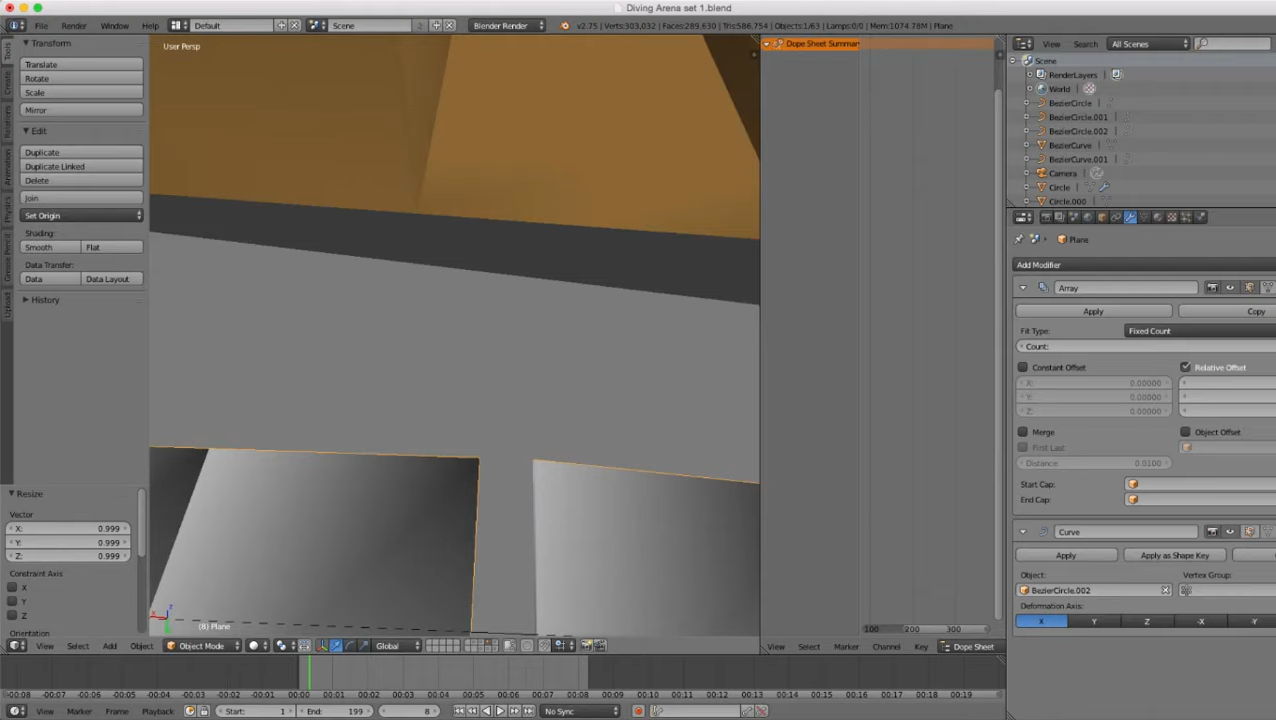 Diving Arena set 1.blend
File Render Window Help Default Scene 2 Blender Render v2.75 | Verts:303,032 | Faces:289,630 | Tris:586,754 | Objects:1/63 | Lamps:0/0 | Mem:1074.78M | Plane
Tools
Create
Relations
Animation
Physics
Grease Pencil
Upload
Transform
Translate
Rotate
Scale
Mirror
Edit
Duplicate
Duplicate Linked
Delete
Join
Set Origin
Shading:
Smooth Flat
Data Transfer:
Data Data Layout
History
Resize
Vector
X: 0.999
Y: 0.999
Z: 0.999
Constraint Axis
X
Y
Z
Orientation
User Persp
(8) Plane
View Select Add Object Object Mode Global
Dope Sheet Summar
100 200 300
View Select Marker Channel Key Dope Sheet
View Search All Scenes
Scene
RenderLayers
World
BezierCircle
BezierCircle.001
BezierCircle.002
BezierCurve
BezierCurve.001
Camera
Circle
Circle.000
Plane
Add Modifier
Array
Apply Copy
Fit Type: Fixed Count
Count:
Constant Offset Relative Offset
X: 0.00000
Y: 0.00000
Z: 0.00000
Merge Object Offset
First Last
Distance: 0.0100
Start Cap:
End Cap:
Curve
Apply Apply as Shape Key
Object: Vertex Group:
BezierCircle.002
Deformation Axis:
X Y Z -X -Y
-00:08 -00:07 -00:06 -00:05 -00:04 -00:03 -00:02 -00:01 00:00 00:01 00:02 00:03 00:04 00:05 00:06 00:07 00:08 00:09 00:10 00:11 00:12 00:13 00:14 00:15 00:16 00:17 00:18 00:19
View Marker Frame Playback Start: 1 End: 199 8 No Sync